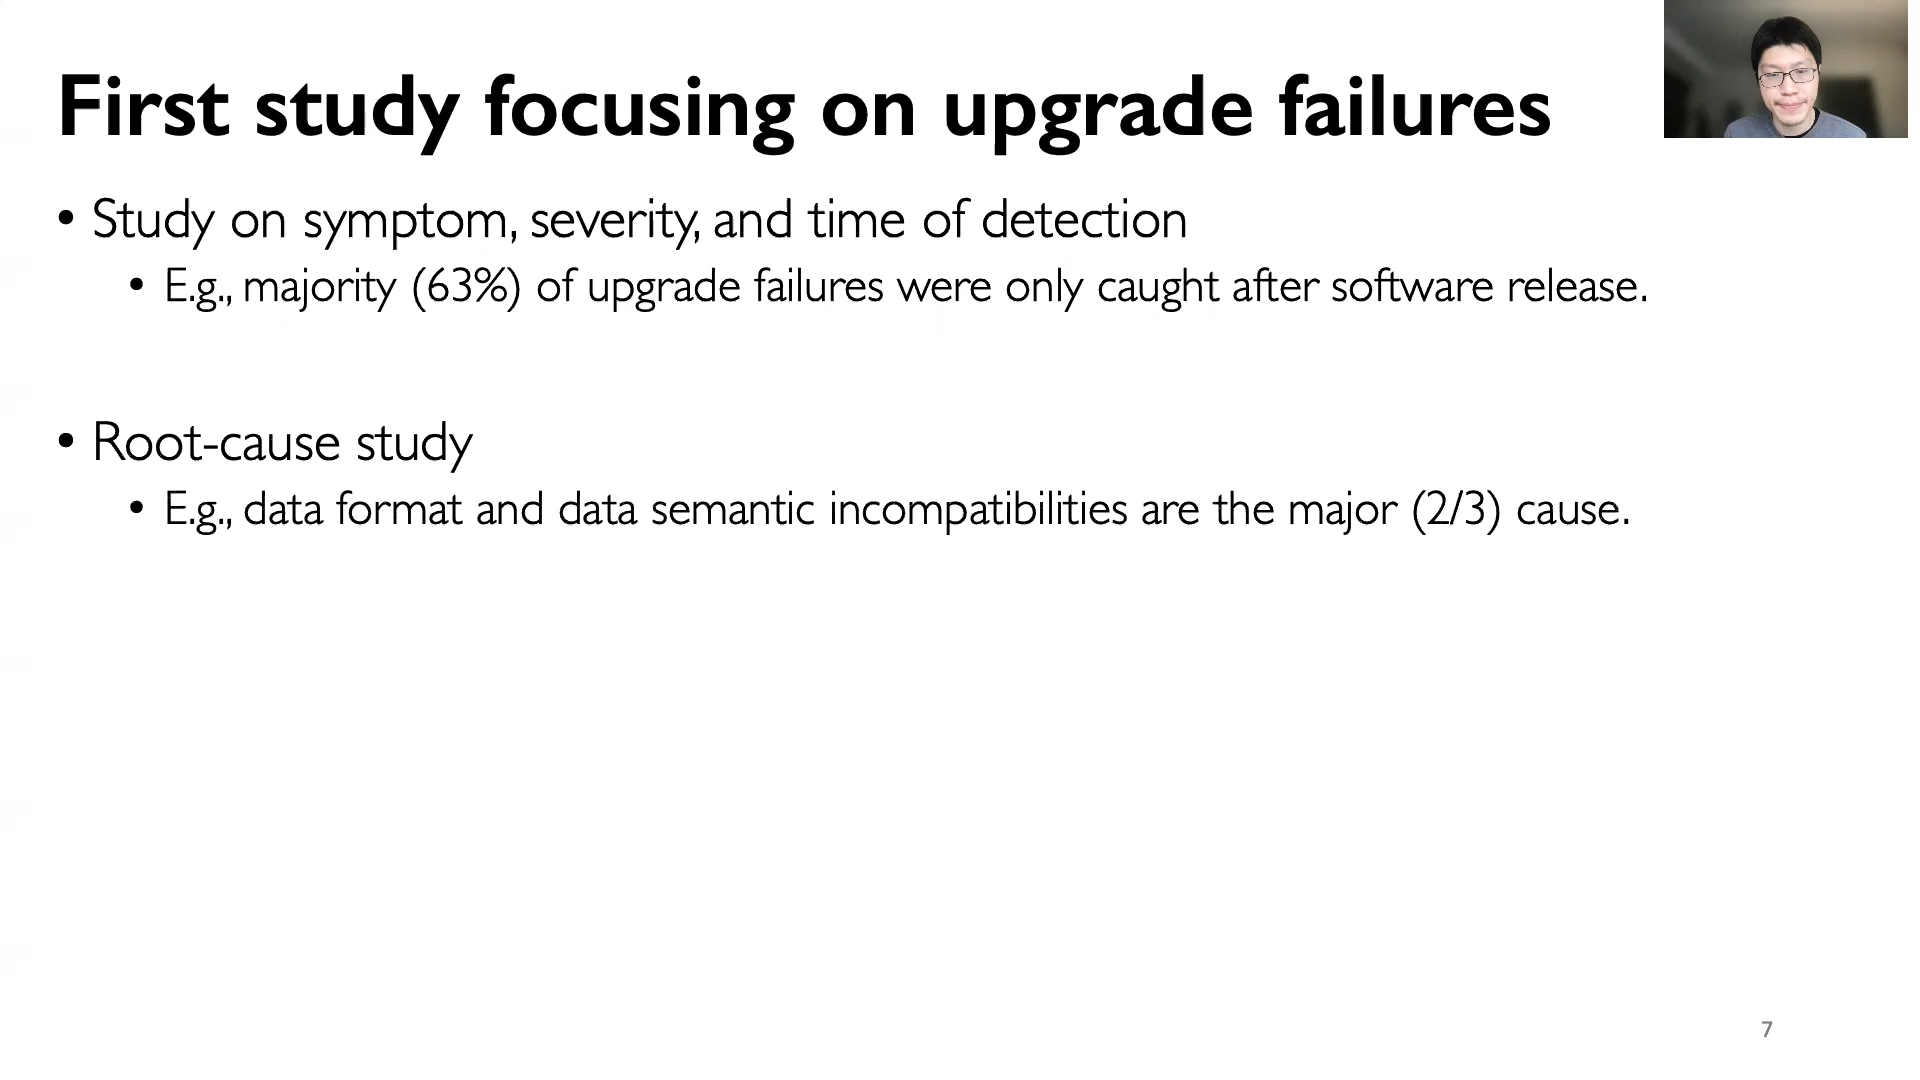 First study focusing on upgrade failures
• Study on symptom, severity, and time of detection
• E.g., majority (63%) of upgrade failures were only caught after software release.
• Root-cause study
• E.g., data format and data semantic incompatibilities are the major (2/3) cause.
7